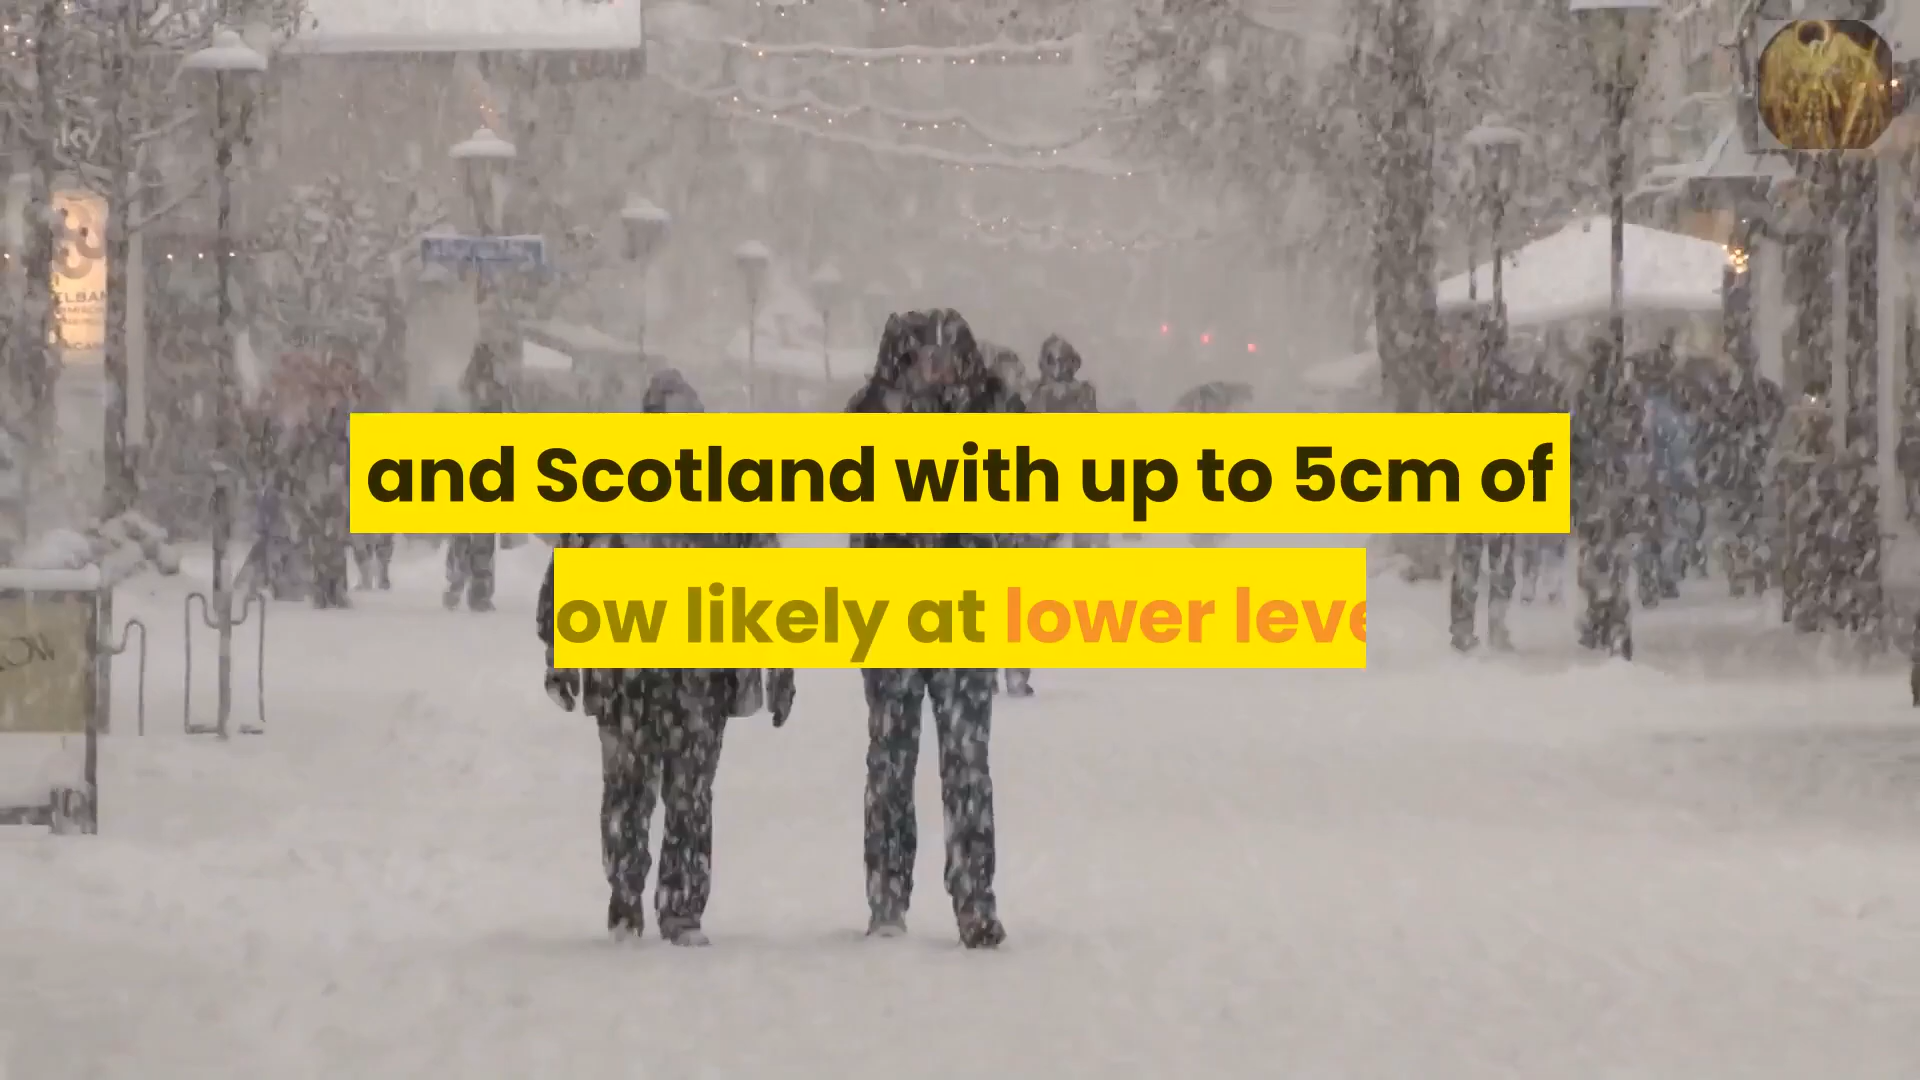 and Scotland with up to 5cm of
ow likely at lower leve